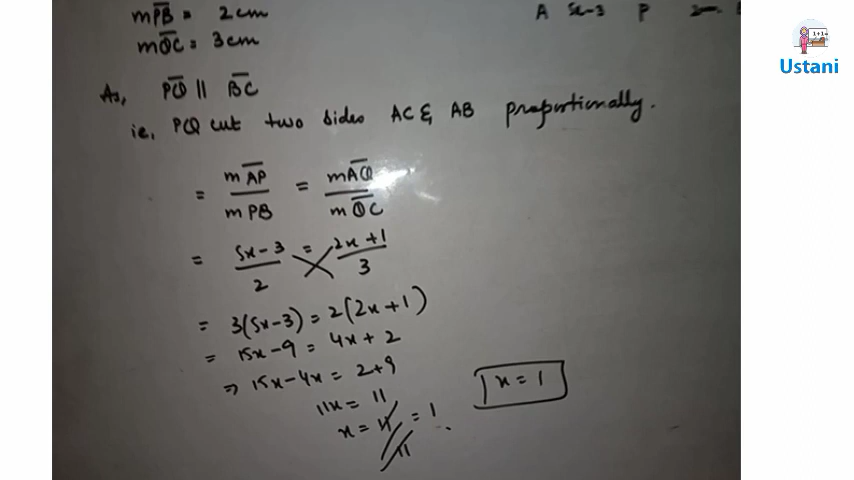 mPB = 2cm
A 5x-3 P
mQC = 3cm
1+1=
Ustani
As, PQ || BC
ie, PQ cut two sides AC & AB proportionally.
= mAP/mPB = mAQ/mQC
= 5x-3/2 = 2x+1/3
= 3(5x-3) = 2(2x+1)
= 15x-9 = 4x+2
⇒ 15x-4x = 2+9
11x = 11
x = 11/11 = 1
x = 1